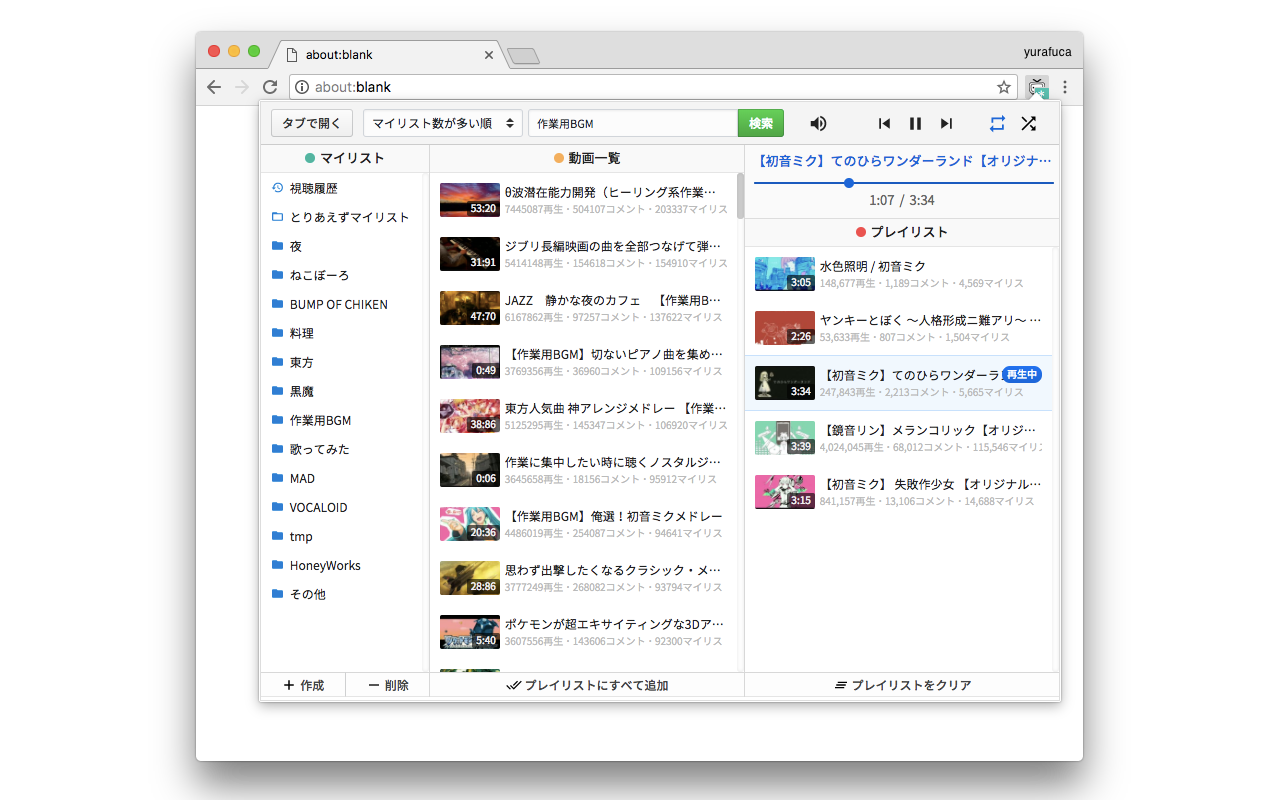 about:blank
yurafuca
about:blank
タブで開く
マイリスト数が多い順
作業用BGM
検索
マイリスト
視聴履歴
とりあえずマイリスト
夜
ねこぼーろ
BUMP OF CHIKEN
料理
東方
黒魔
作業用BGM
歌ってみた
MAD
VOCALOID
tmp
HoneyWorks
その他
作成
削除
動画一覧
53:20
θ波潜在能力開発（ヒーリング系作業…
7445087再生・504107コメント・203337マイリス
31:91
ジブリ長編映画の曲を全部つなげて弾…
5414148再生・154618コメント・154910マイリス
47:70
JAZZ　静かな夜のカフェ　【作業用B…
6167862再生・97257コメント・137622マイリス
0:49
【作業用BGM】切ないピアノ曲を集め…
3769356再生・36960コメント・109156マイリス
38:86
東方人気曲 神アレンジメドレー 【作業…
5125295再生・145347コメント・106920マイリス
0:06
作業に集中したい時に聴くノスタルジ…
3645658再生・18156コメント・95912マイリス
20:36
【作業用BGM】俺選！初音ミクメドレー
4486019再生・254087コメント・94641マイリス
28:86
思わず出撃したくなるクラシック・メ…
3777249再生・268082コメント・93794マイリス
5:40
ポケモンが超エキサイティングな3Dア…
3607556再生・143606コメント・92300マイリス
プレイリストにすべて追加
【初音ミク】てのひらワンダーランド【オリジナ…
1:07 / 3:34
プレイリスト
3:05
水色照明 / 初音ミク
148,677再生・1,189コメント・4,569マイリス
2:26
ヤンキーとぼく ～人格形成ニ難アリ～ …
53,633再生・807コメント・1,504マイリス
3:34
【初音ミク】てのひらワンダーラ
再生中
247,843再生・2,213コメント・5,665マイリス
3:39
【鏡音リン】メランコリック【オリジ…
4,024,045再生・68,012コメント・115,546マイリ
3:15
【初音ミク】 失敗作少女 【オリジナル…
841,157再生・13,106コメント・14,688マイリス
プレイリストをクリア